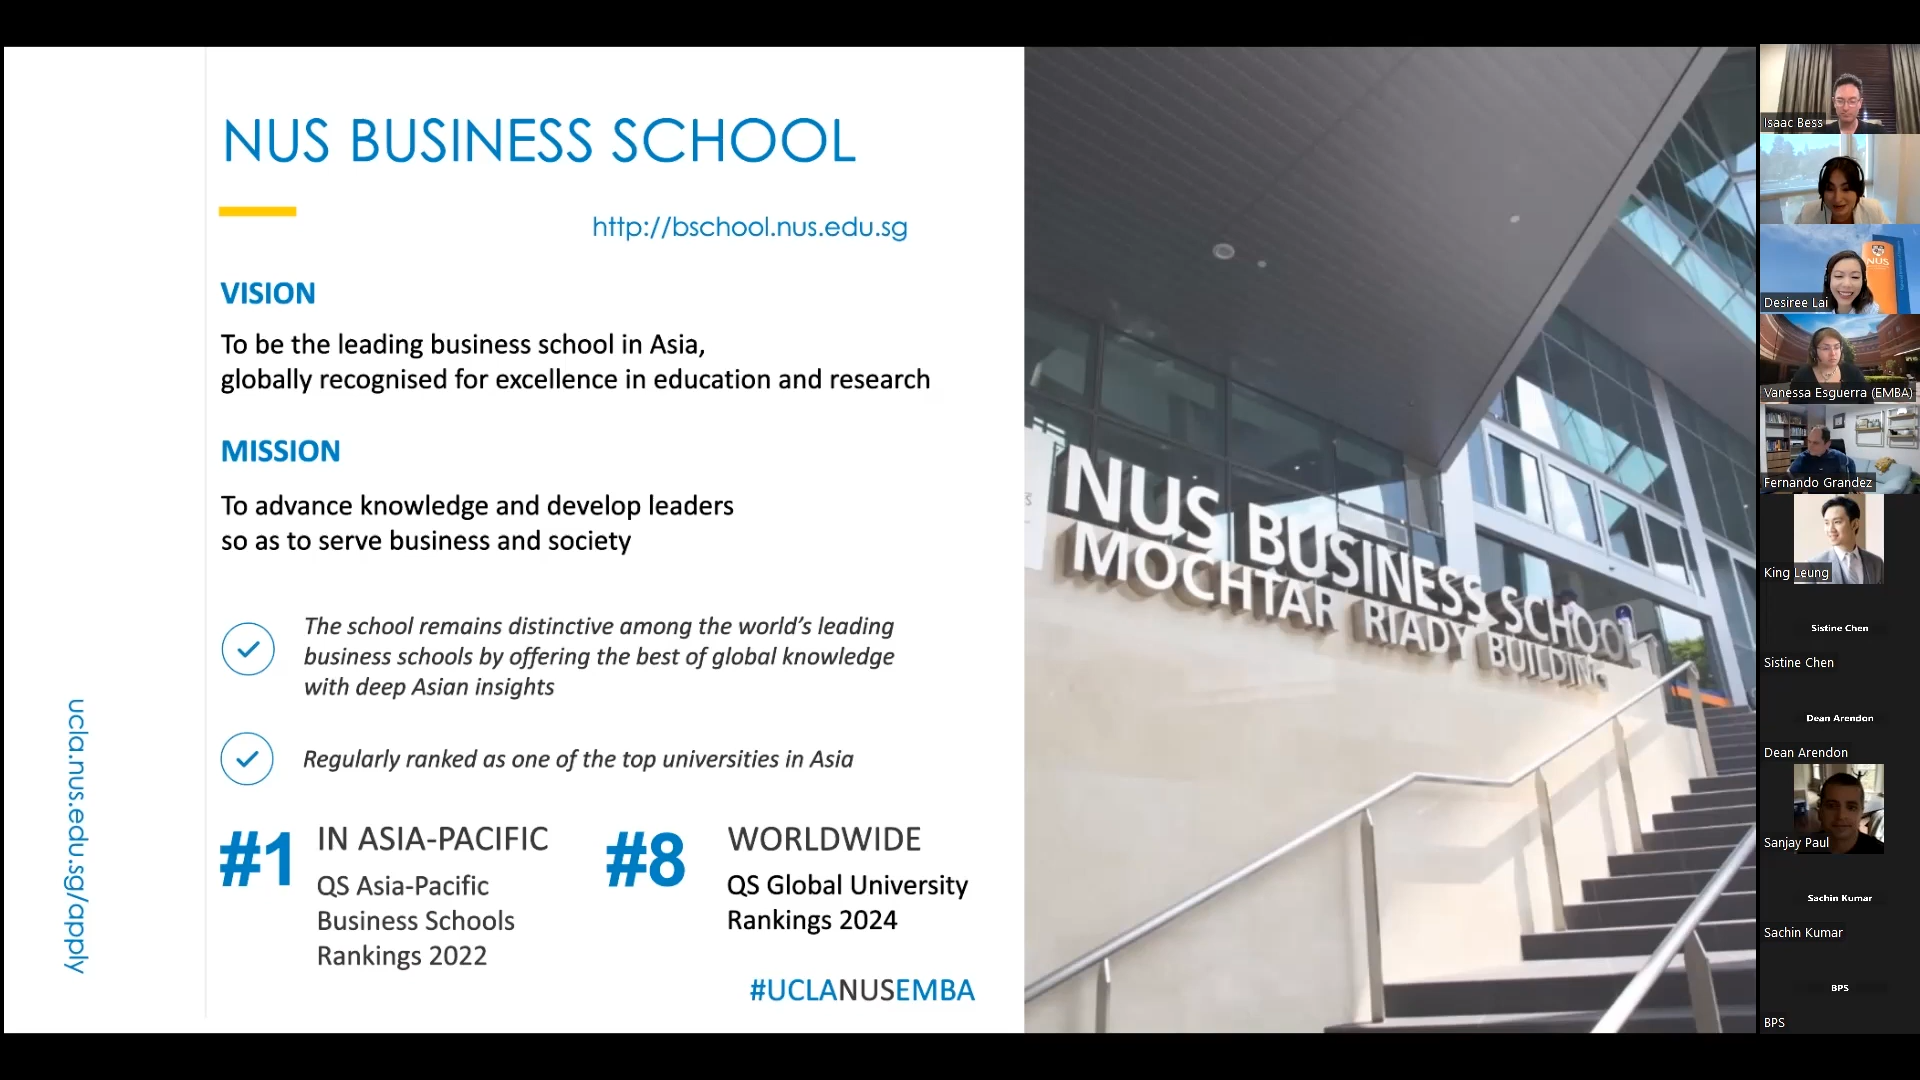 NUS BUSINESS SCHOOL
http://bschool.nus.edu.sg
VISION
To be the leading business school in Asia,
globally recognised for excellence in education and research
MISSION
To advance knowledge and develop leaders
so as to serve business and society
The school remains distinctive among the world’s leading
business schools by offering the best of global knowledge
with deep Asian insights
Regularly ranked as one of the top universities in Asia
#1
IN ASIA-PACIFIC
QS Asia-Pacific
Business Schools
Rankings 2022
#8
WORLDWIDE
QS Global University
Rankings 2024
#UCLANUSEMBA
ucla.nus.edu.sg/apply
NUS BUSINESS SCHOOL
MOCHTAR RIADY BUILDING
Isaac Bess
NUS
Desiree Lai
Vanessa Esguerra (EMBA)
Fernando Grandez
King Leung
Sistine Chen
Sistine Chen
Dean Arendon
Dean Arendon
Sanjay Paul
Sachin Kumar
Sachin Kumar
BPS
BPS